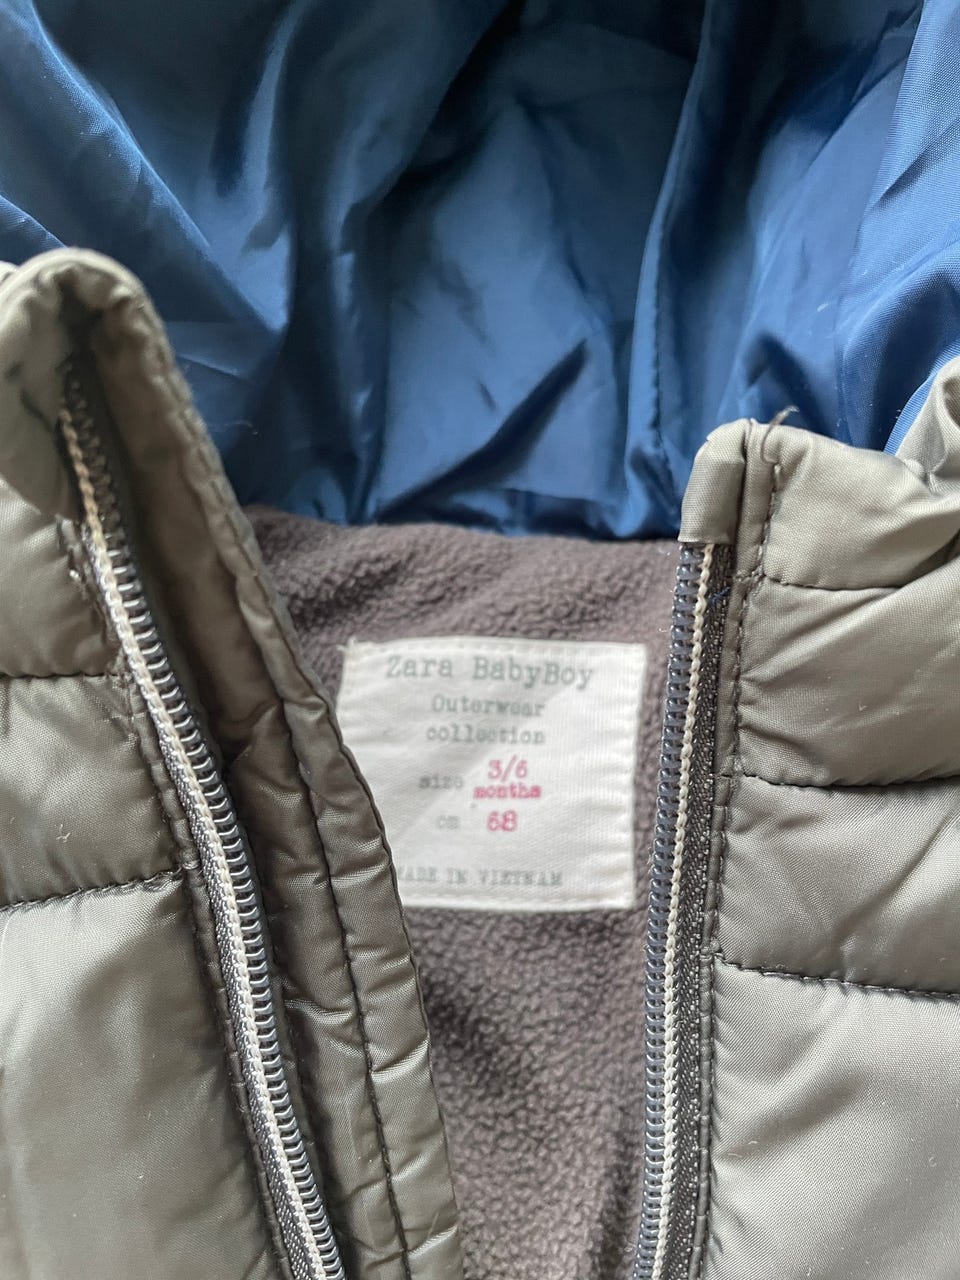 Zara BabyBoy
Outerwear
collection
size 3/6
months
cm 68
MADE IN VIETNAM